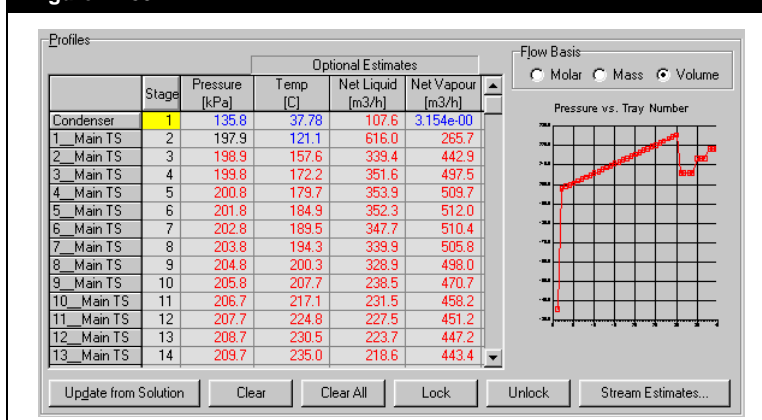 Profiles
Optional Estimates
Flow Basis
Molar Mass Volume
Stage Pressure [kPa] Temp [C] Net Liquid [m3/h] Net Vapour [m3/h]
Condenser 1 135.8 37.78 107.6 3.154e-00
1__Main TS 2 197.9 121.1 616.0 265.7
2__Main TS 3 198.9 157.6 339.4 442.9
3__Main TS 4 199.8 172.2 351.6 497.5
4__Main TS 5 200.8 179.7 353.9 509.7
5__Main TS 6 201.8 184.9 352.3 512.0
6__Main TS 7 202.8 189.5 347.7 510.4
7__Main TS 8 203.8 194.3 339.9 505.8
8__Main TS 9 204.8 200.3 328.9 498.0
9__Main TS 10 205.8 207.7 238.5 470.7
10__Main TS 11 206.7 217.1 231.5 458.2
11__Main TS 12 207.7 224.8 227.5 451.2
12__Main TS 13 208.7 230.5 223.7 447.2
13__Main TS 14 209.7 235.0 218.6 443.4
Pressure vs. Tray Number
Update from Solution Clear Clear All Lock Unlock Stream Estimates...